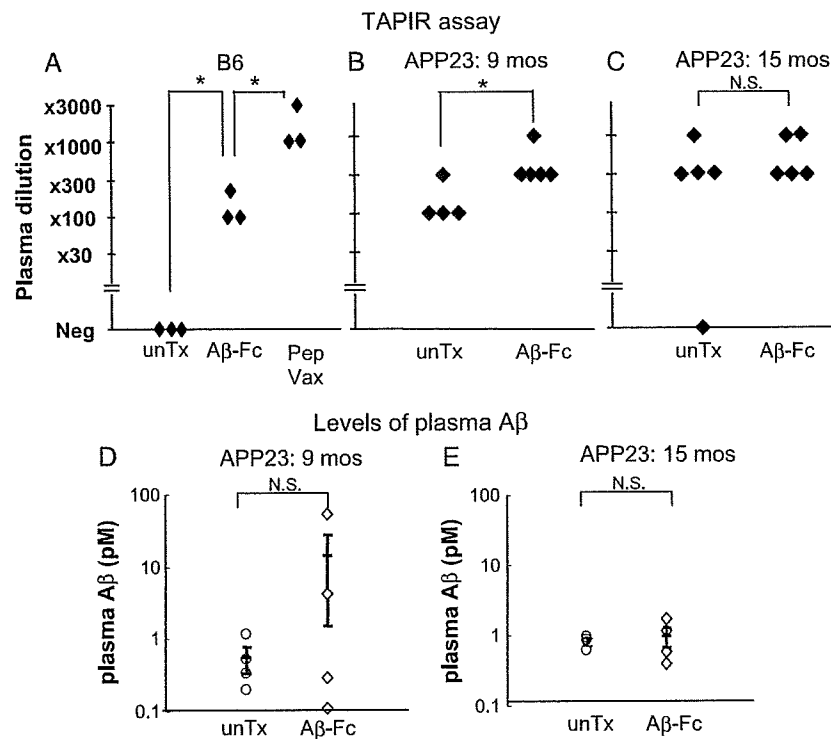 TAPIR assay
A
B6
B
APP23: 9 mos
C
APP23: 15 mos
*
*
*
N.S.
Plasma dilution
x3000
x1000
x300
x100
x30
Neg
unTx
Aβ-Fc
Pep
Vax
unTx
Aβ-Fc
unTx
Aβ-Fc
Levels of plasma Aβ
D
APP23: 9 mos
E
APP23: 15 mos
N.S.
N.S.
plasma Aβ (pM)
100
10
1
0.1
unTx
Aβ-Fc
plasma Aβ (pM)
100
10
1
0.1
unTx
Aβ-Fc